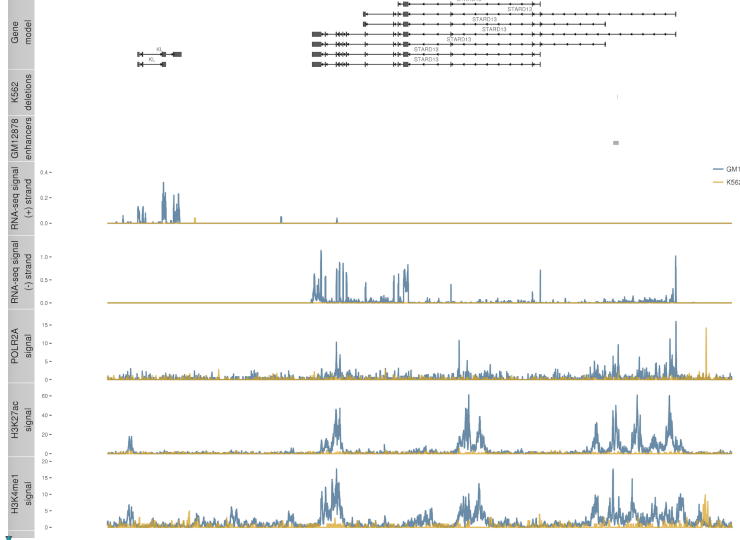 Gene
model
STARD13
STARD13
STARD13
STARD13
STARD13
STARD13
KL
KL
K562
deletions
GM12878
enhancers
RNA-seq signal
(+) strand
0.4
0.2
0.0
GM1
K562
RNA-seq signal
(-) strand
1.0
0.5
0.0
POLR2A
signal
15
10
5
0
H3K27ac
signal
60
40
20
0
H3K4me1
signal
20
15
10
5
0